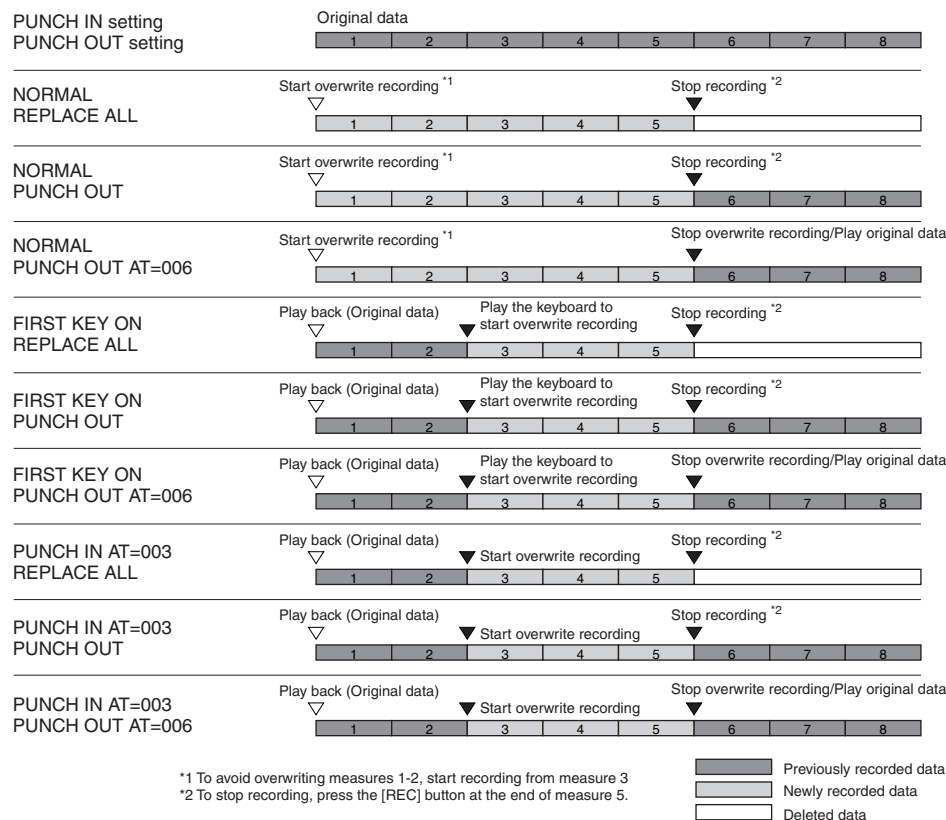 PUNCH IN setting
PUNCH OUT setting
Original data
1 2 3 4 5 6 7 8
NORMAL
REPLACE ALL
Start overwrite recording *1
Stop recording *2
1 2 3 4 5
NORMAL
PUNCH OUT
Start overwrite recording *1
Stop recording *2
1 2 3 4 5 6 7 8
NORMAL
PUNCH OUT AT=006
Start overwrite recording *1
Stop overwrite recording/Play original data
1 2 3 4 5 6 7 8
FIRST KEY ON
REPLACE ALL
Play back (Original data)
Play the keyboard to
start overwrite recording
Stop recording *2
1 2 3 4 5
FIRST KEY ON
PUNCH OUT
Play back (Original data)
Play the keyboard to
start overwrite recording
Stop recording *2
1 2 3 4 5 6 7 8
FIRST KEY ON
PUNCH OUT AT=006
Play back (Original data)
Play the keyboard to
start overwrite recording
Stop overwrite recording/Play original data
1 2 3 4 5 6 7 8
PUNCH IN AT=003
REPLACE ALL
Play back (Original data)
Start overwrite recording
Stop recording *2
1 2 3 4 5
PUNCH IN AT=003
PUNCH OUT
Play back (Original data)
Start overwrite recording
Stop recording *2
1 2 3 4 5 6 7 8
PUNCH IN AT=003
PUNCH OUT AT=006
Play back (Original data)
Start overwrite recording
Stop overwrite recording/Play original data
1 2 3 4 5 6 7 8
*1 To avoid overwriting measures 1-2, start recording from measure 3
*2 To stop recording, press the [REC] button at the end of measure 5.
Previously recorded data
Newly recorded data
Deleted data